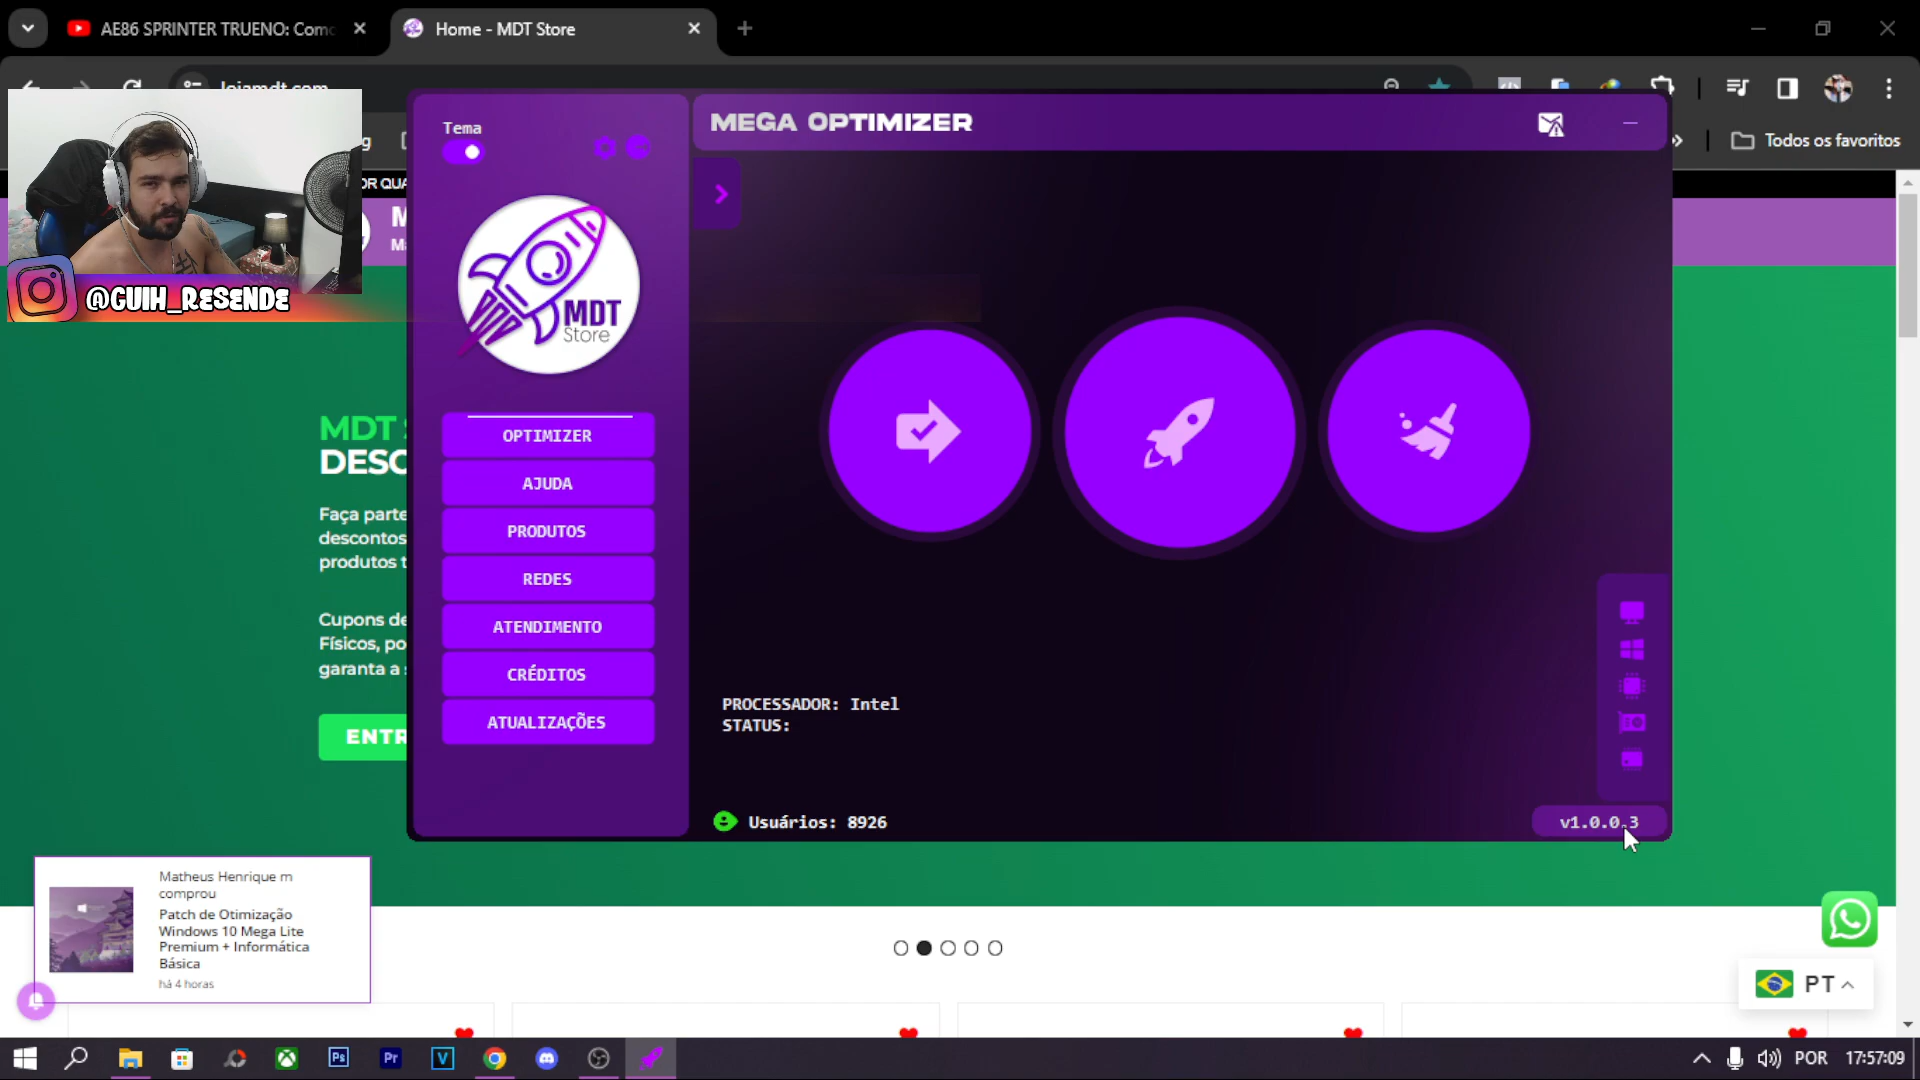 AE86 SPRINTER TRUENO: Como
Home - MDT Store
lojamdt.com
Todos os favoritos
Tema
MEGA OPTIMIZER
@GUIH_RESENDE
MDT
Store
OPTIMIZER
AJUDA
PRODUTOS
REDES
ATENDIMENTO
CRÉDITOS
ATUALIZAÇÕES
PROCESSADOR: Intel
STATUS:
Usuários: 8926
v1.0.0.3
MDT
DESC
Faça parte
descontos
produtos t
Cupons de
Físicos, po
garanta a s
ENTR
Matheus Henrique m
comprou
Patch de Otimização
Windows 10 Mega Lite
Premium + Informática
Básica
há 4 horas
PT
Ps
Pr
V
POR
17:57:09